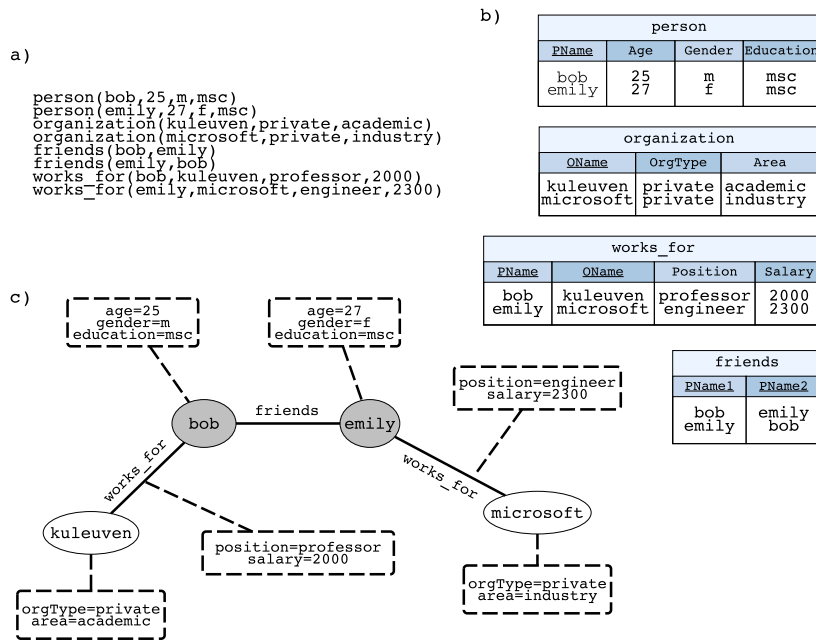 a)
person(bob,25,m,msc)
person(emily,27,f,msc)
organization(kuleuven,private,academic)
organization(microsoft,private,industry)
friends(bob,emily)
friends(emily,bob)
works_for(bob,kuleuven,professor,2000)
works_for(emily,microsoft,engineer,2300)
b)
person
PName Age Gender Education
bob 25 m msc
emily 27 f msc
organization
OName OrgType Area
kuleuven private academic
microsoft private industry
works_for
PName OName Position Salary
bob kuleuven professor 2000
emily microsoft engineer 2300
friends
PName1 PName2
bob emily
emily bob
c)
age=25
gender=m
education=msc
age=27
gender=f
education=msc
position=engineer
salary=2300
bob
friends
emily
works_for
works_for
kuleuven
microsoft
position=professor
salary=2000
orgType=private
area=academic
orgType=private
area=industry